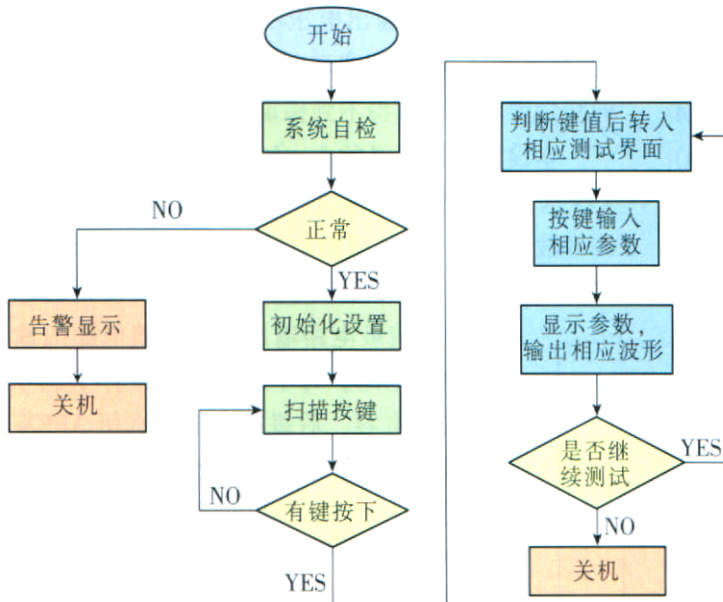 开始
系统自检
正常
NO
YES
告警显示
关机
初始化设置
扫描按键
有键按下
NO
YES
判断键值后转入
相应测试界面
按键输入
相应参数
显示参数,
输出相应波形
是否继
续测试
YES
NO
关机